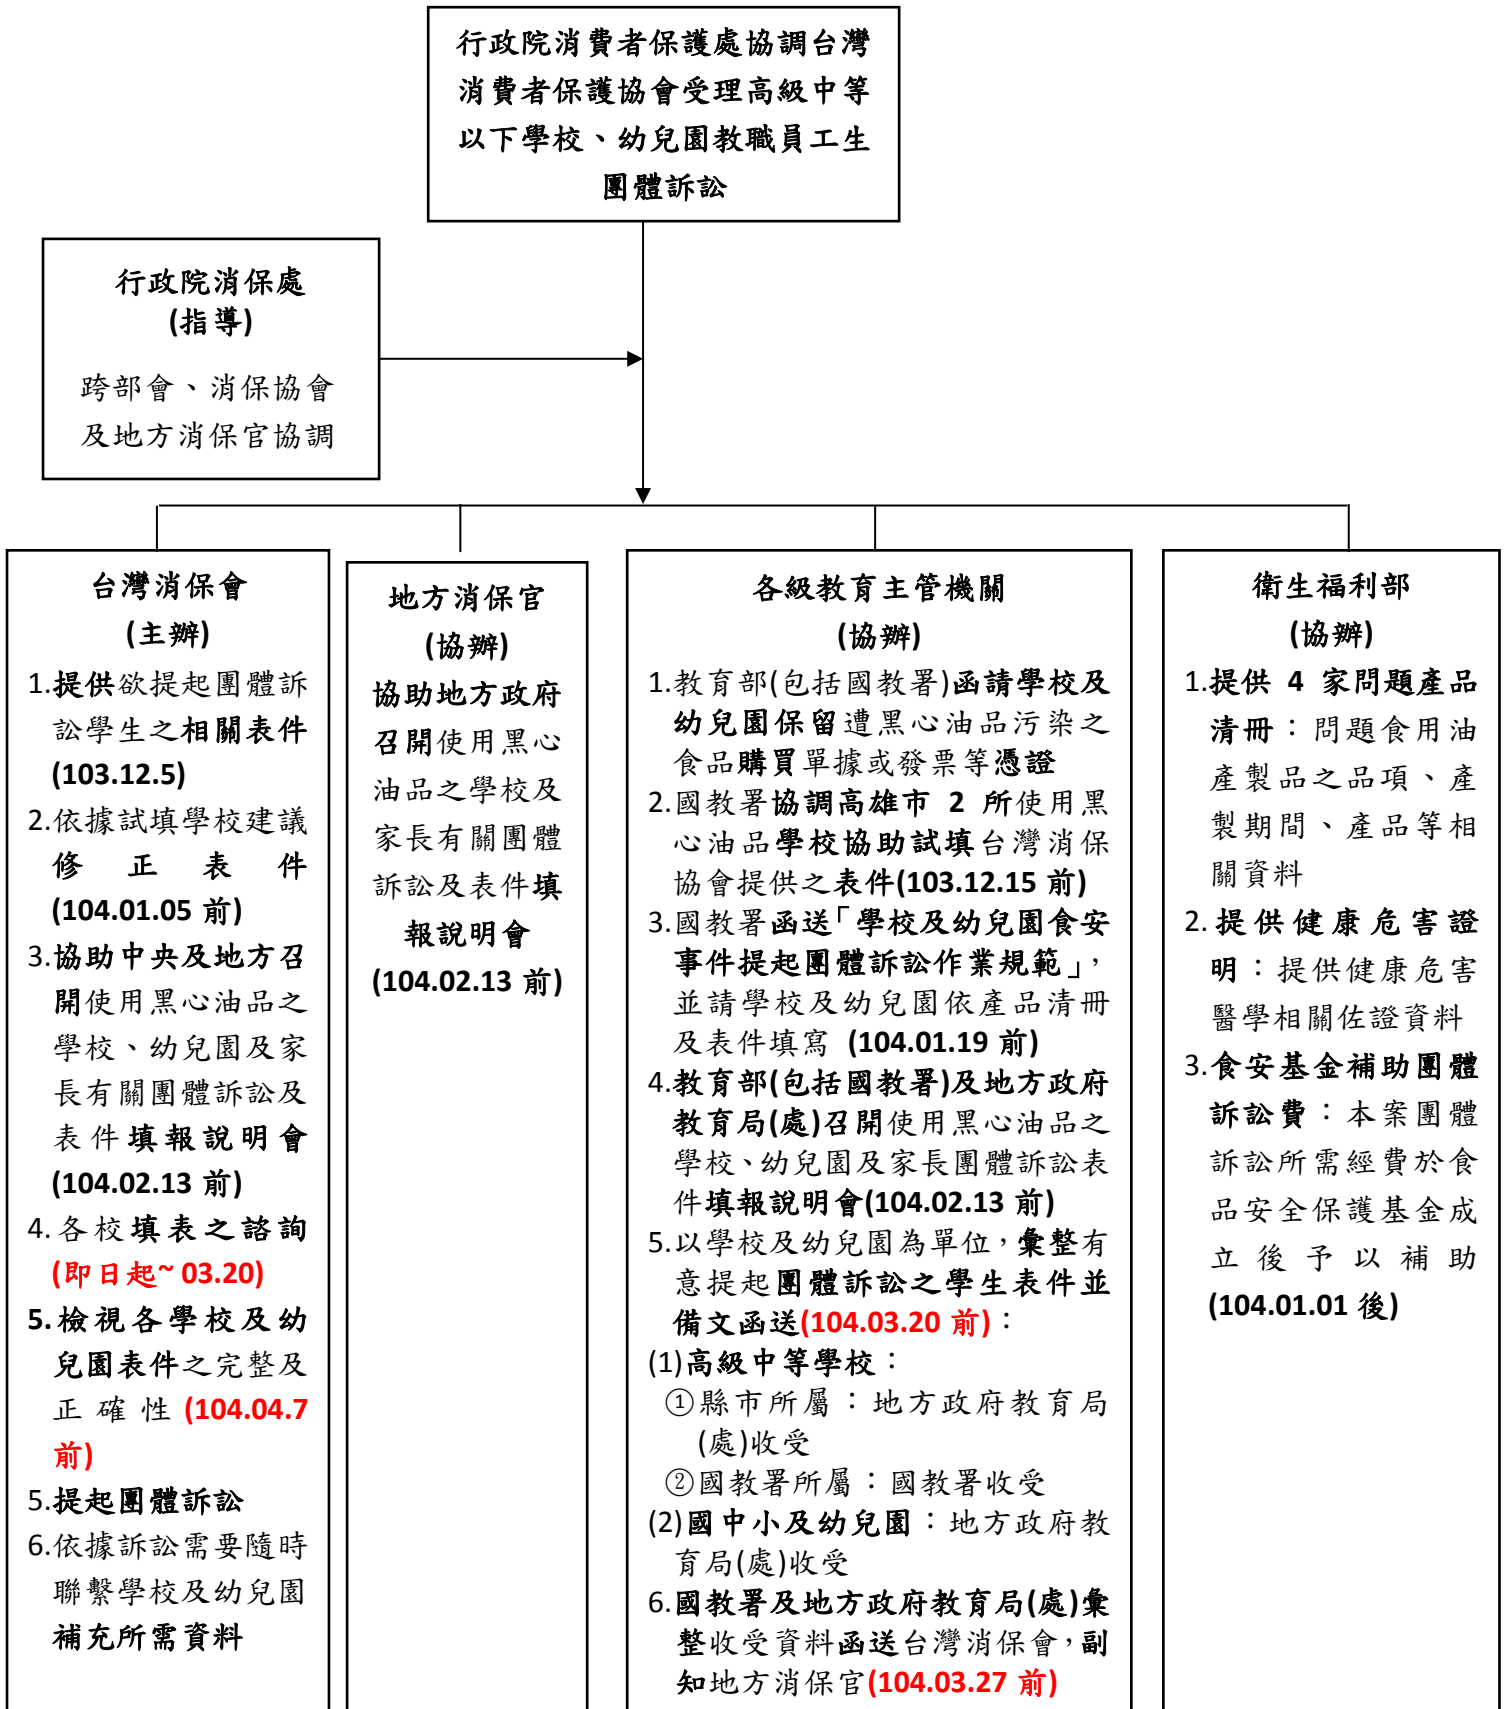 行政院消費者保護處協調台灣
消費者保護協會受理高級中等
以下學校、幼兒園教職員工生
團體訴訟
行政院消保處
(指導)
跨部會、消保協會
及地方消保官協調
台灣消保會
(主辦)
1.提供欲提起團體訴
訟學生之相關表件
(103.12.5)
2.依據試填學校建議
修正表件
(104.01.05 前)
3.協助中央及地方召
開使用黑心油品之
學校、幼兒園及家
長有關團體訴訟及
表件填報說明會
(104.02.13 前)
4.各校填表之諮詢
(即日起~ 03.20)
5.檢視各學校及幼
兒園表件之完整及
正確性(104.04.7
前)
5.提起團體訴訟
6.依據訴訟需要隨時
聯繫學校及幼兒園
補充所需資料
地方消保官
(協辦)
協助地方政府
召開使用黑心
油品之學校及
家長有關團體
訴訟及表件填
報說明會
(104.02.13 前)
各級教育主管機關
(協辦)
1.教育部(包括國教署)函請學校及
幼兒園保留遭黑心油品污染之
食品購買單據或發票等憑證
2.國教署協調高雄市 2 所使用黑
心油品學校協助試填台灣消保
協會提供之表件(103.12.15 前)
3.國教署函送「學校及幼兒園食安
事件提起團體訴訟作業規範」,
並請學校及幼兒園依產品清冊
及表件填寫 (104.01.19 前)
4.教育部(包括國教署)及地方政府
教育局(處)召開使用黑心油品之
學校、幼兒園及家長團體訴訟表
件填報說明會(104.02.13 前)
5.以學校及幼兒園為單位，彙整有
意提起團體訴訟之學生表件並
備文函送(104.03.20 前)：
(1)高級中等學校：
①縣市所屬：地方政府教育局
(處)收受
②國教署所屬：國教署收受
(2)國中小及幼兒園：地方政府教
育局(處)收受
6.國教署及地方政府教育局(處)彙
整收受資料函送台灣消保會，副
知地方消保官(104.03.27 前)
衛生福利部
(協辦)
1.提供 4 家問題產品
清冊：問題食用油
產製品之品項、產
製期間、產品等相
關資料
2.提供健康危害證
明：提供健康危害
醫學相關佐證資料
3.食安基金補助團體
訴訟費：本案團體
訴訟所需經費於食
品安全保護基金成
立後予以補助
(104.01.01 後)